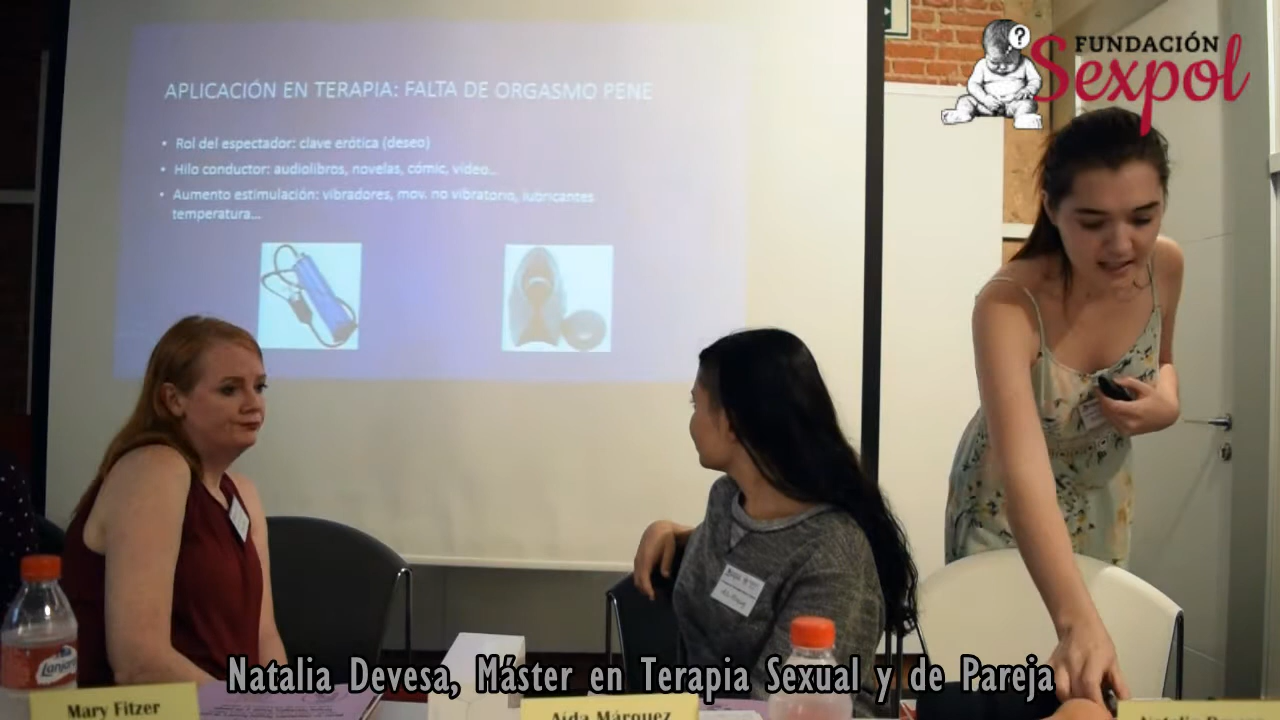 FUNDACIÓN
Sexpol
?
APLICACIÓN EN TERAPIA: FALTA DE ORGASMO PENE
• Rol del espectador: clave erótica (deseo)
• Hilo conductor: audiolibros, novelas, cómic, video...
• Aumento estimulación: vibradores, mov. no vibratorio, lubricantes
temperatura...
Lanjarón
Natalia Devesa, Máster en Terapia Sexual y de Pareja
Mary Fitzer
Aída Márquez